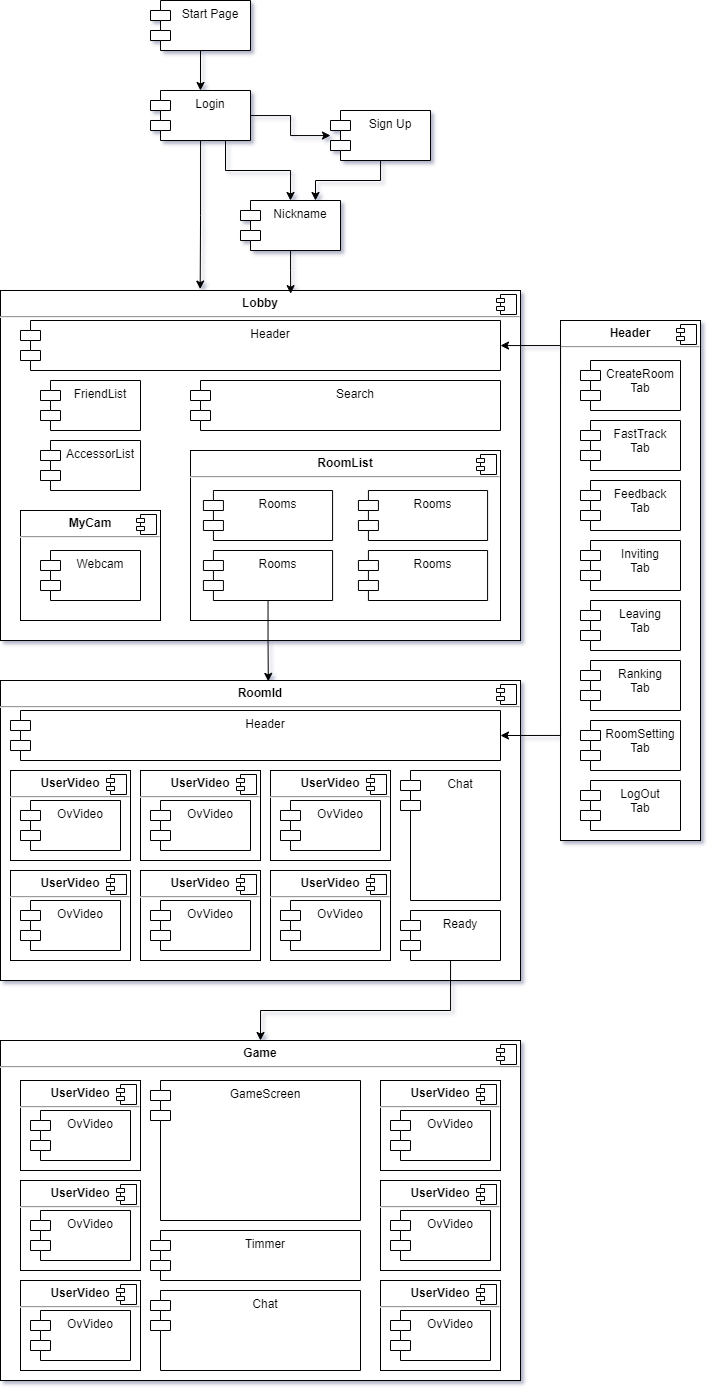 Start Page
Login
Sign Up
Nickname
Lobby
Header
FriendList
Search
AccessorList
RoomList
Rooms
Rooms
MyCam
Webcam
Rooms
Rooms
Header
CreateRoom
Tab
FastTrack
Tab
Feedback
Tab
Inviting
Tab
Leaving
Tab
Ranking
Tab
RoomSetting
Tab
LogOut
Tab
RoomId
Header
UserVideo
OvVideo
UserVideo
OvVideo
UserVideo
OvVideo
Chat
UserVideo
OvVideo
UserVideo
OvVideo
UserVideo
OvVideo
Ready
Game
UserVideo
OvVideo
GameScreen
UserVideo
OvVideo
UserVideo
OvVideo
UserVideo
OvVideo
Timmer
UserVideo
OvVideo
Chat
UserVideo
OvVideo